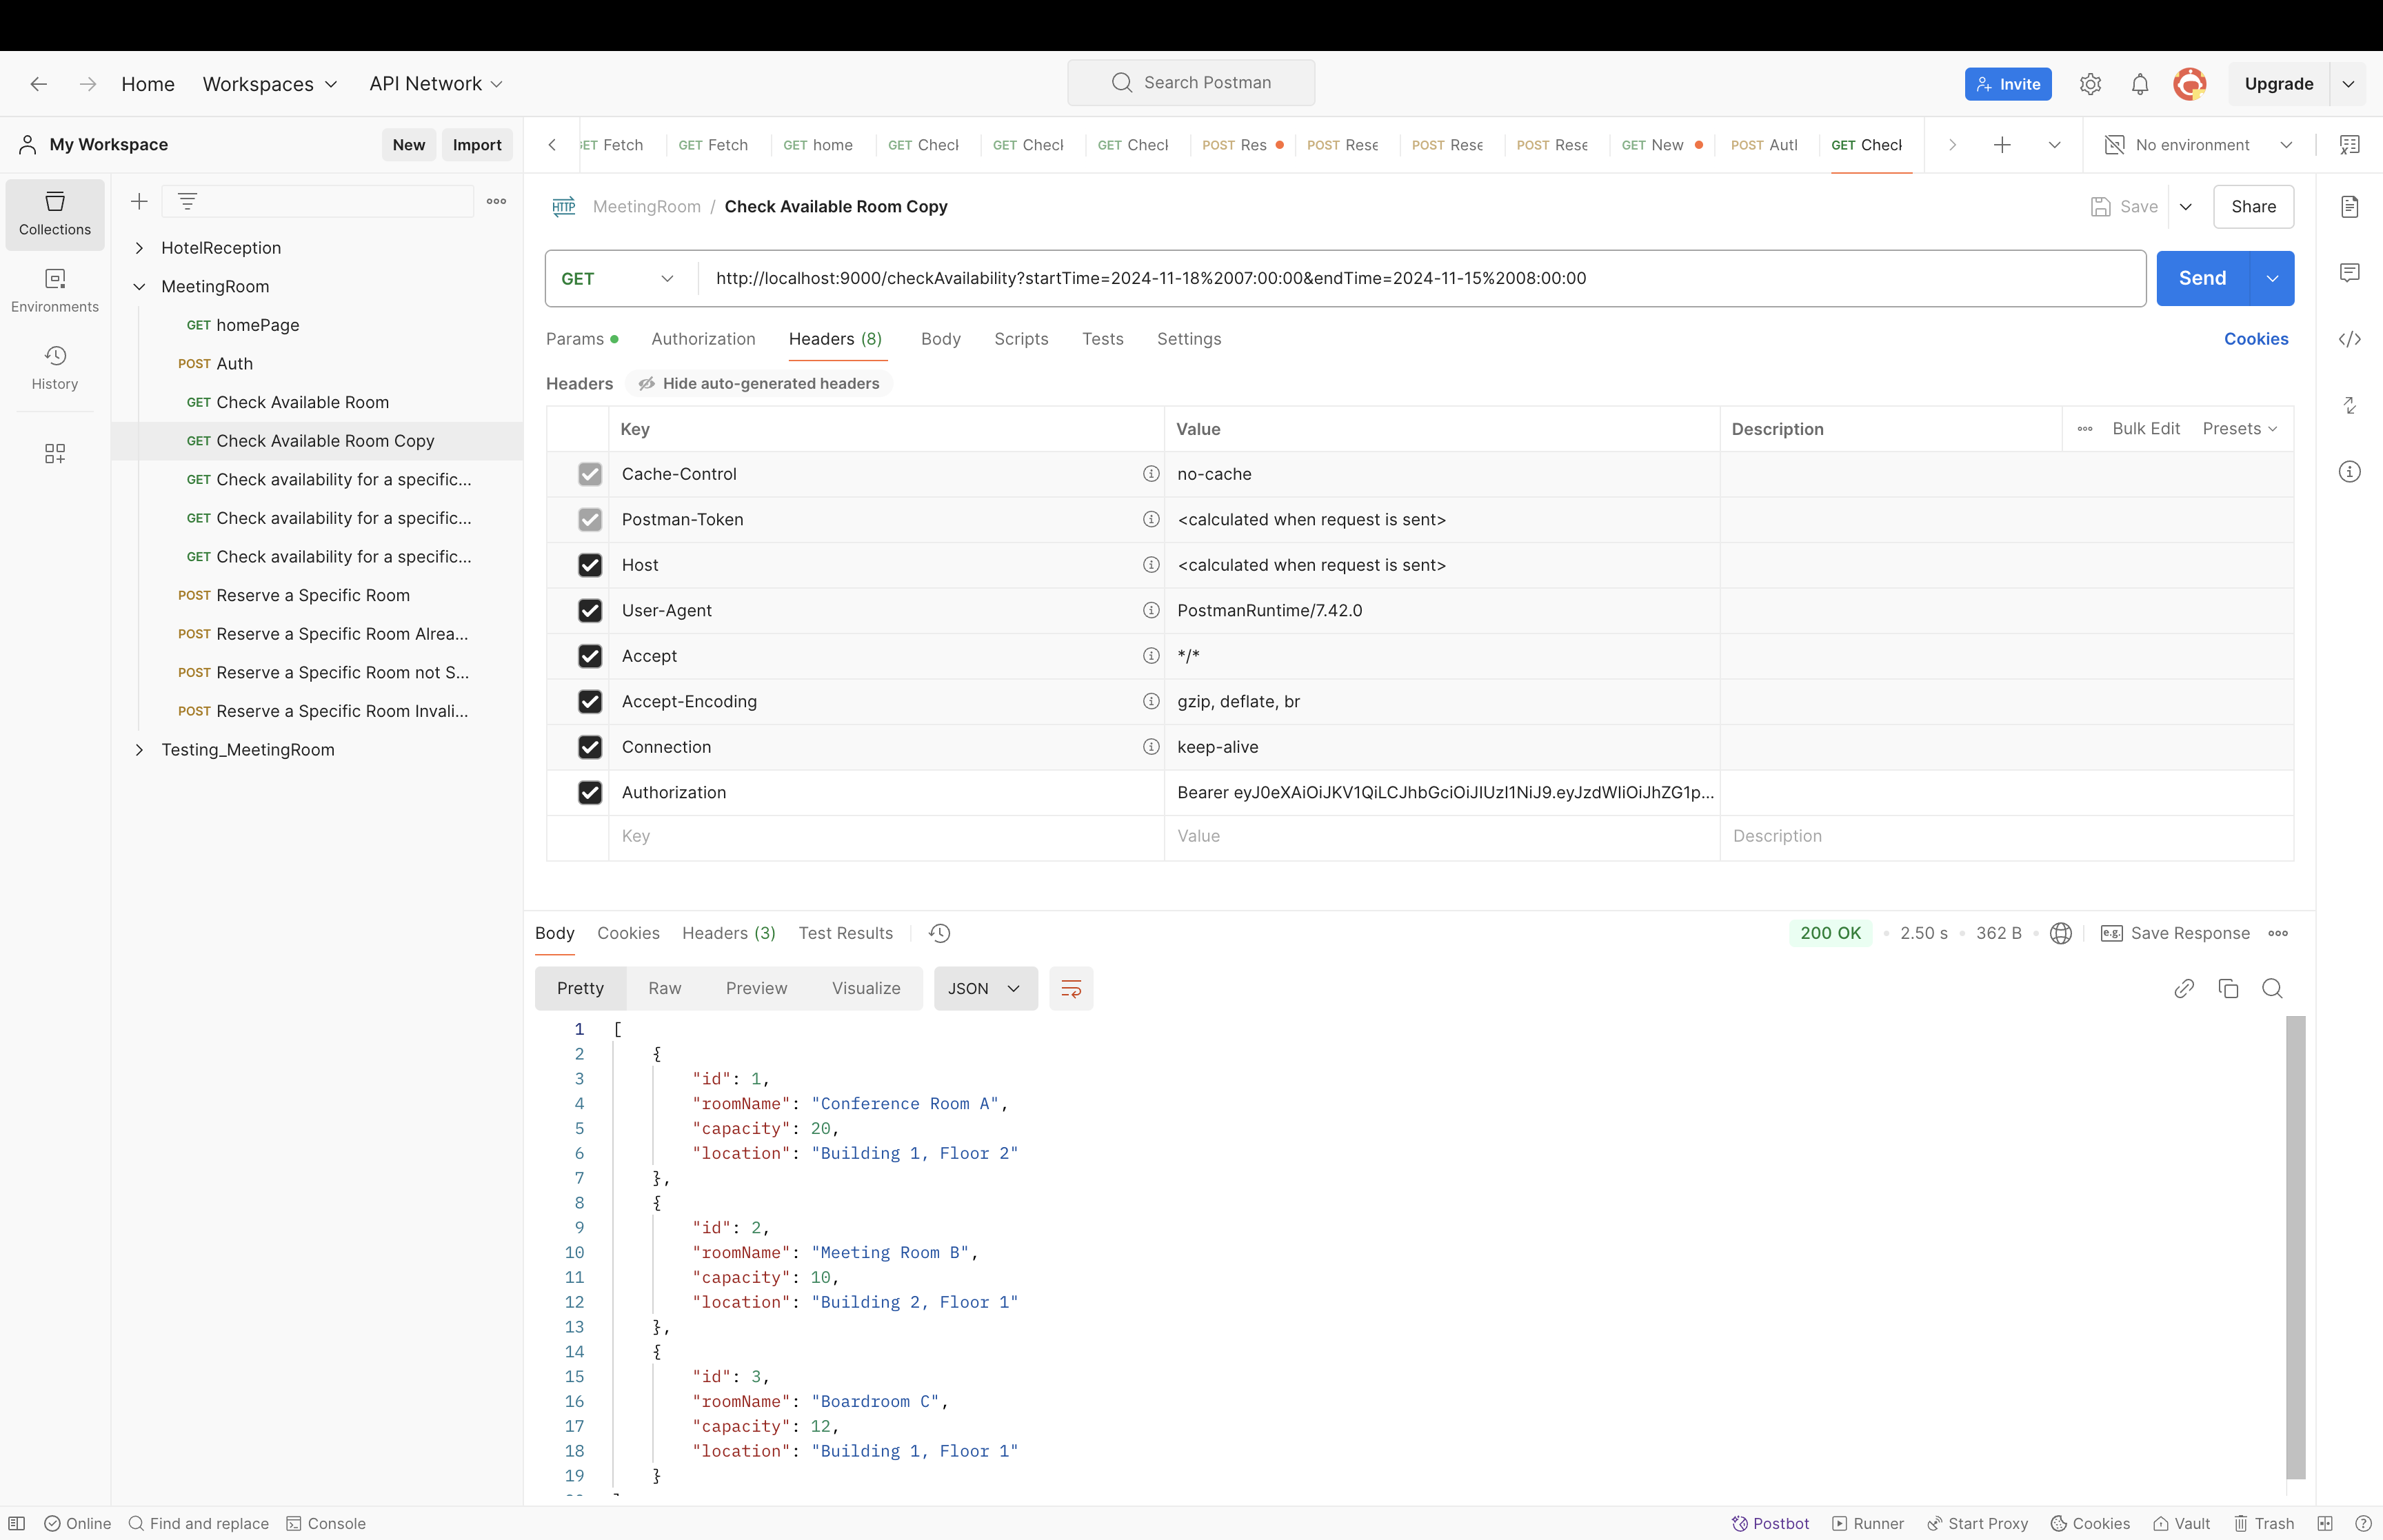 Home Workspaces API Network Search Postman Invite Upgrade
My Workspace New Import
GET Fetch GET Fetch GET home GET Check GET Check GET Check POST Res POST Rese POST Rese POST Rese GET New POST Autl GET Check No environment
Collections
Environments
History
HotelReception
MeetingRoom
GET homePage
POST Auth
GET Check Available Room
GET Check Available Room Copy
GET Check availability for a specific...
GET Check availability for a specific...
GET Check availability for a specific...
POST Reserve a Specific Room
POST Reserve a Specific Room Alrea...
POST Reserve a Specific Room not S...
POST Reserve a Specific Room Invali...
Testing_MeetingRoom
HTTP MeetingRoom / Check Available Room Copy Save Share
GET http://localhost:9000/checkAvailability?startTime=2024-11-18%2007:00:00&endTime=2024-11-15%2008:00:00 Send
Params Authorization Headers (8) Body Scripts Tests Settings Cookies
Headers Hide auto-generated headers
Key Value Description Bulk Edit Presets
Cache-Control no-cache
Postman-Token <calculated when request is sent>
Host <calculated when request is sent>
User-Agent PostmanRuntime/7.42.0
Accept */*
Accept-Encoding gzip, deflate, br
Connection keep-alive
Authorization Bearer eyJ0eXAiOiJKV1QiLCJhbGciOiJIUzI1NiJ9.eyJzdWIiOiJhZG1p...
Key Value Description
Body Cookies Headers (3) Test Results 200 OK 2.50 s 362 B e.g. Save Response
Pretty Raw Preview Visualize JSON
1 [
2 {
3 "id": 1,
4 "roomName": "Conference Room A",
5 "capacity": 20,
6 "location": "Building 1, Floor 2"
7 },
8 {
9 "id": 2,
10 "roomName": "Meeting Room B",
11 "capacity": 10,
12 "location": "Building 2, Floor 1"
13 },
14 {
15 "id": 3,
16 "roomName": "Boardroom C",
17 "capacity": 12,
18 "location": "Building 1, Floor 1"
19 }
Online Find and replace Console Postbot Runner Start Proxy Cookies Vault Trash